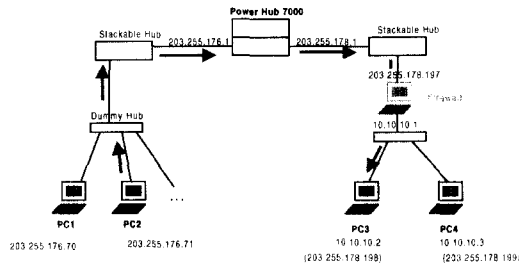 Power Hub 7000
Stackable Hub
Stackable Hub
203.255.176.1
203.255.178.1
203.255.178.197
Firewall
Dummy Hub
10.10.10.1
...
PC1
PC2
PC3
PC4
203.255.176.70
203.255.176.71
10.10.10.2
10.10.10.3
(203.255.178.198)
(203.255.178.199)